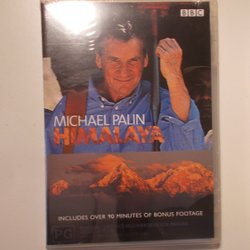 BBC
MICHAEL PALIN
HIMALAYA
INCLUDES OVER 90 MINUTES OF BONUS FOOTAGE
PG